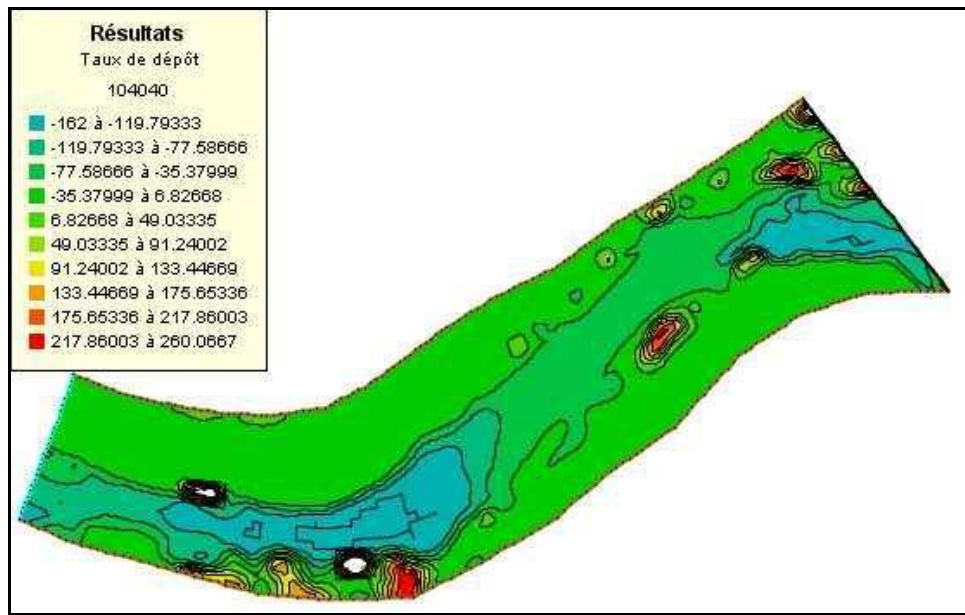 Résultats
Taux de dépôt
104040
-162 à -119.79333
-119.79333 à -77.58666
-77.58666 à -35.37999
-35.37999 à 6.82668
6.82668 à 49.03335
49.03335 à 91.24002
91.24002 à 133.44669
133.44669 à 175.65336
175.65336 à 217.86003
217.86003 à 260.0667